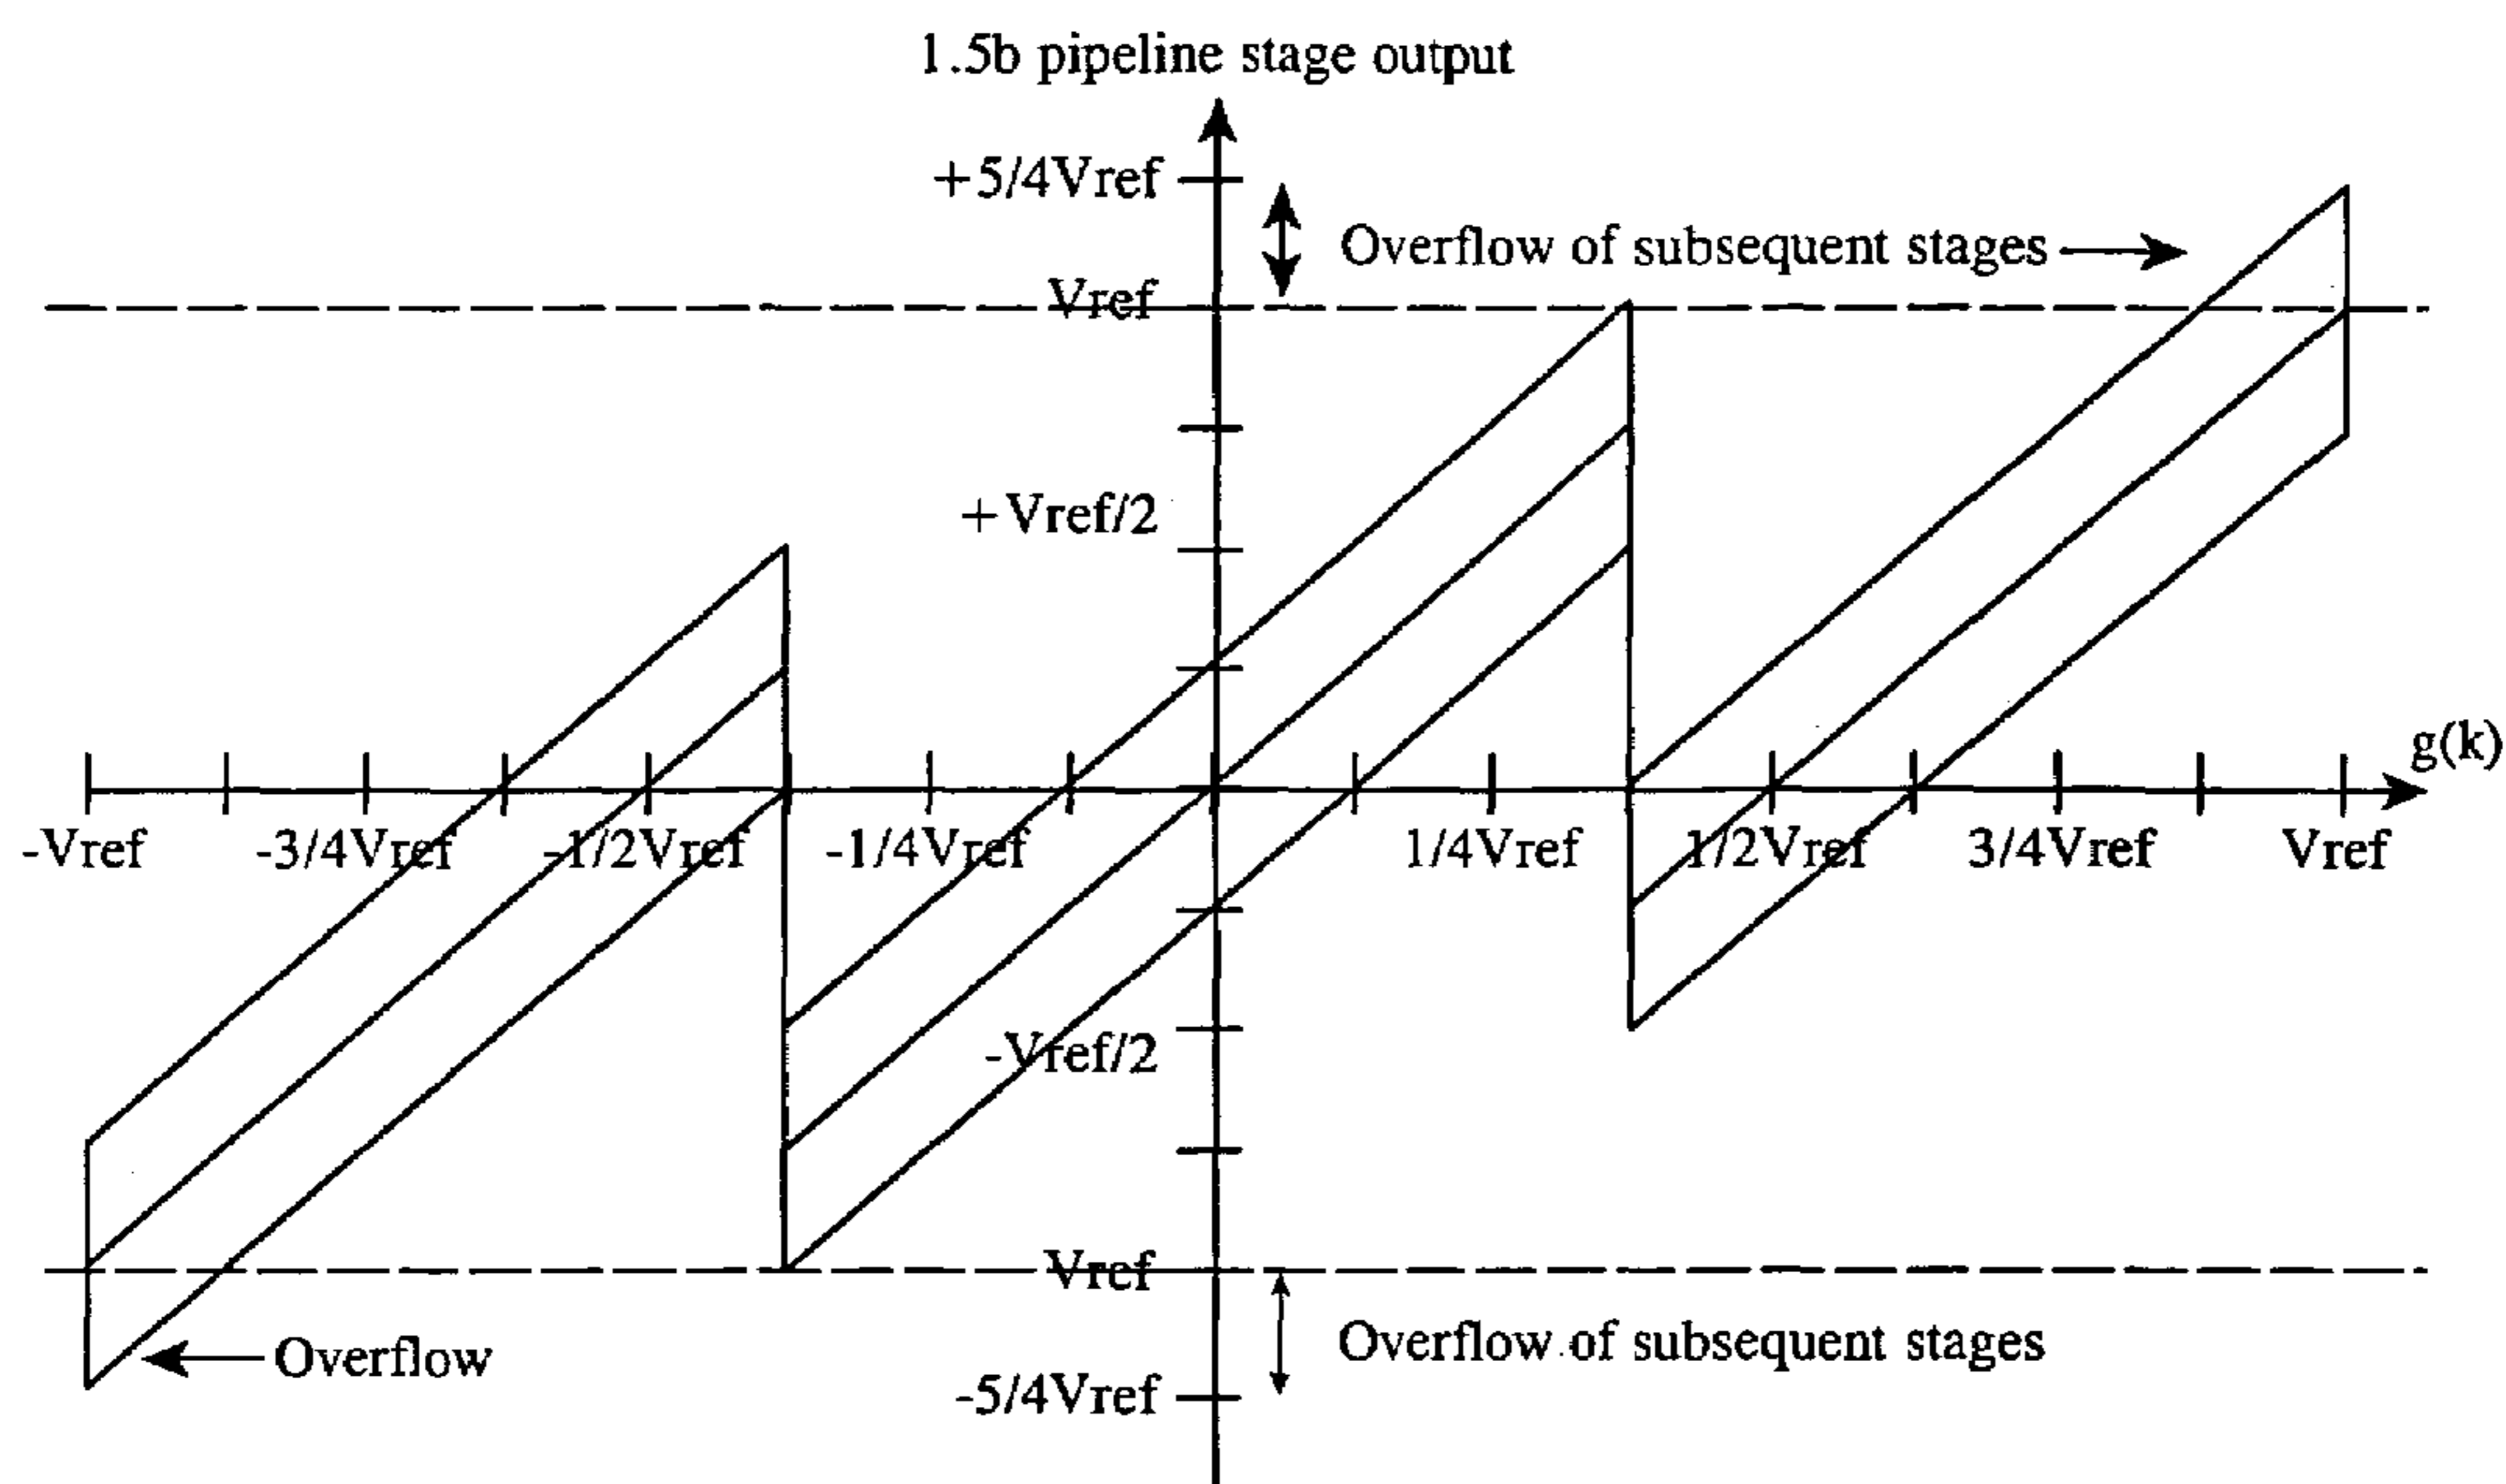 1.5b pipeline stage output
+5/4Vref
Overflow of subsequent stages
Vref
+Vref/2
g(k)
-Vref -3/4Vref -1/2Vref -1/4Vref 1/4Vref 1/2Vref 3/4Vref Vref
-Vref/2
Vref
Overflow of subsequent stages
Overflow
-5/4Vref